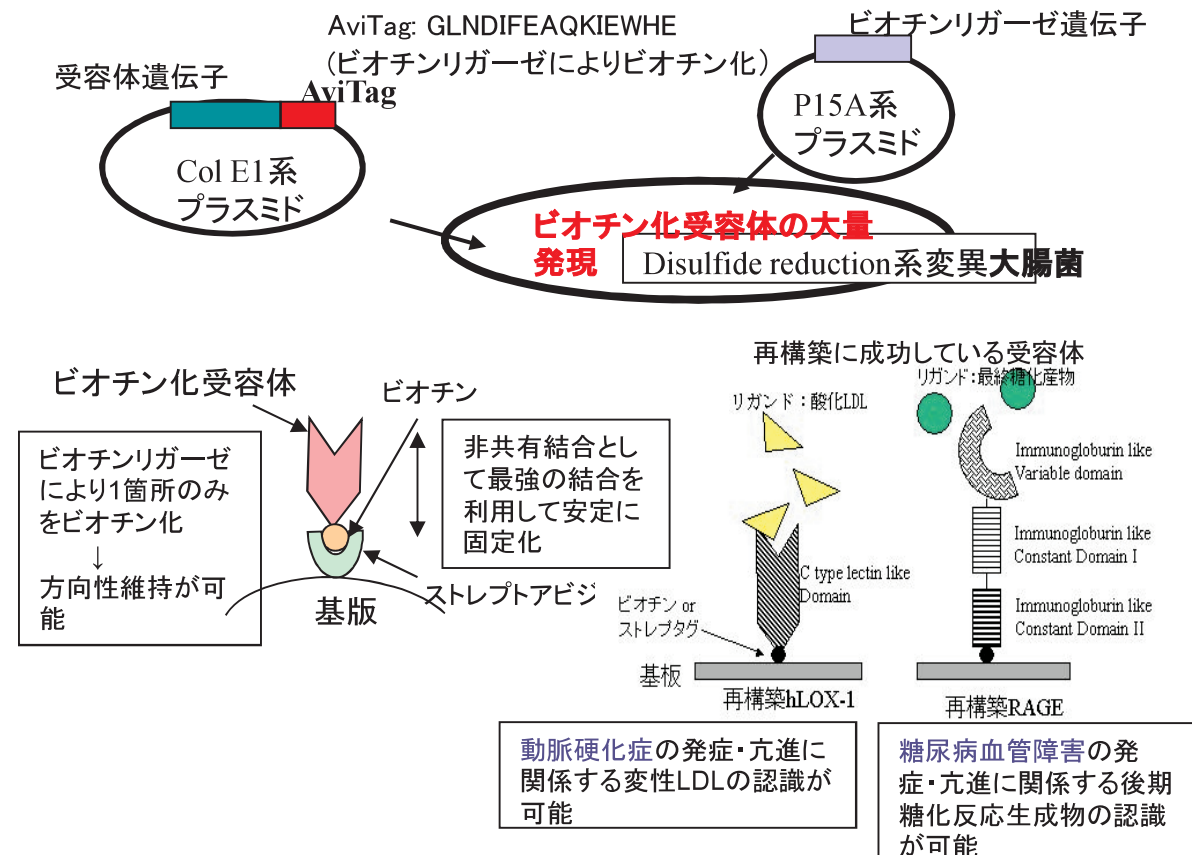 AviTag: GLNDIFEAQKIEWHE
(ビオチンリガーゼによりビオチン化)
ビオチンリガーゼ遺伝子
受容体遺伝子
AviTag
P15A系
プラスミド
Col E1系
プラスミド
ビオチン化受容体の大量
発現
Disulfide reduction系変異大腸菌
再構築に成功している受容体
ビオチン化受容体
ビオチン
リガンド:酸化LDL
リガンド:最終糖化産物
ビオチンリガーゼ
により1箇所のみ
をビオチン化
↓
方向性維持が可
能
非共有結合とし
て最強の結合を
利用して安定に
固定化
ストレプトアビジ
基版
Immunogloburin like
Variable domain
Immunogloburin like
Constant Domain I
Immunogloburin like
Constant Domain II
C type lectin like
Domain
ビオチン or
ストレプタグ
基板
再構築hLOX-1
再構築RAGE
動脈硬化症の発症・亢進に
関係する変性LDLの認識が
可能
糖尿病血管障害の発
症・亢進に関係する後期
糖化反応生成物の認識
が可能